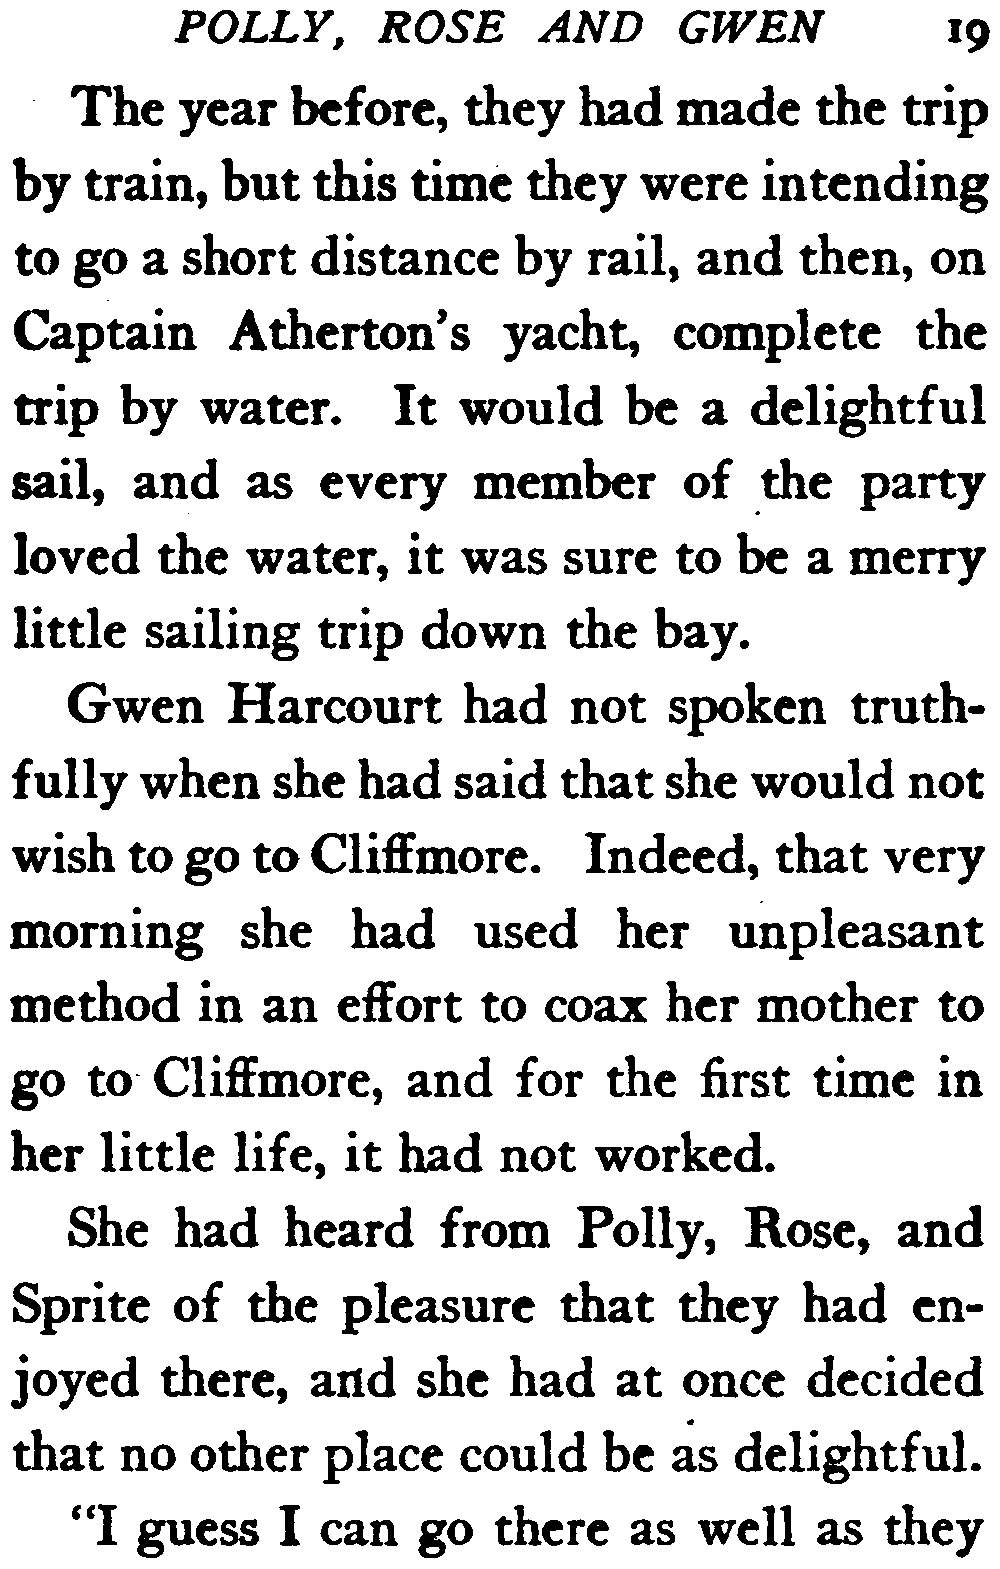 POLLY, ROSE AND GWEN 19
The year before, they had made the trip
by train, but this time they were intending
to go a short distance by rail, and then, on
Captain Atherton's yacht, complete the
trip by water. It would be a delightful
sail, and as every member of the party
loved the water, it was sure to be a merry
little sailing trip down the bay.
Gwen Harcourt had not spoken truth-
fully when she had said that she would not
wish to go to Cliffmore. Indeed, that very
morning she had used her unpleasant
method in an effort to coax her mother to
go to Cliffmore, and for the first time in
her little life, it had not worked.
She had heard from Polly, Rose, and
Sprite of the pleasure that they had en-
joyed there, and she had at once decided
that no other place could be as delightful.
"I guess I can go there as well as they